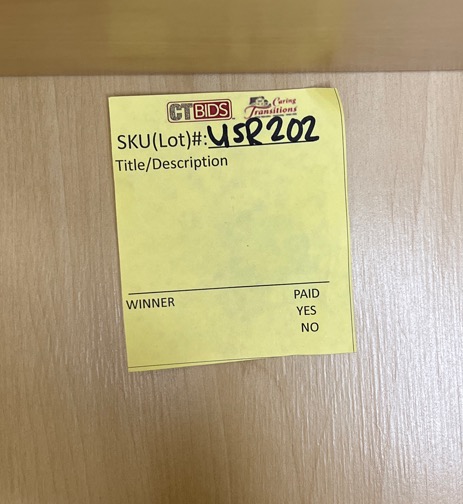 CTBIDS Caring Transitions
SKU(Lot)#: USR202
Title/Description
WINNER PAID
YES
NO